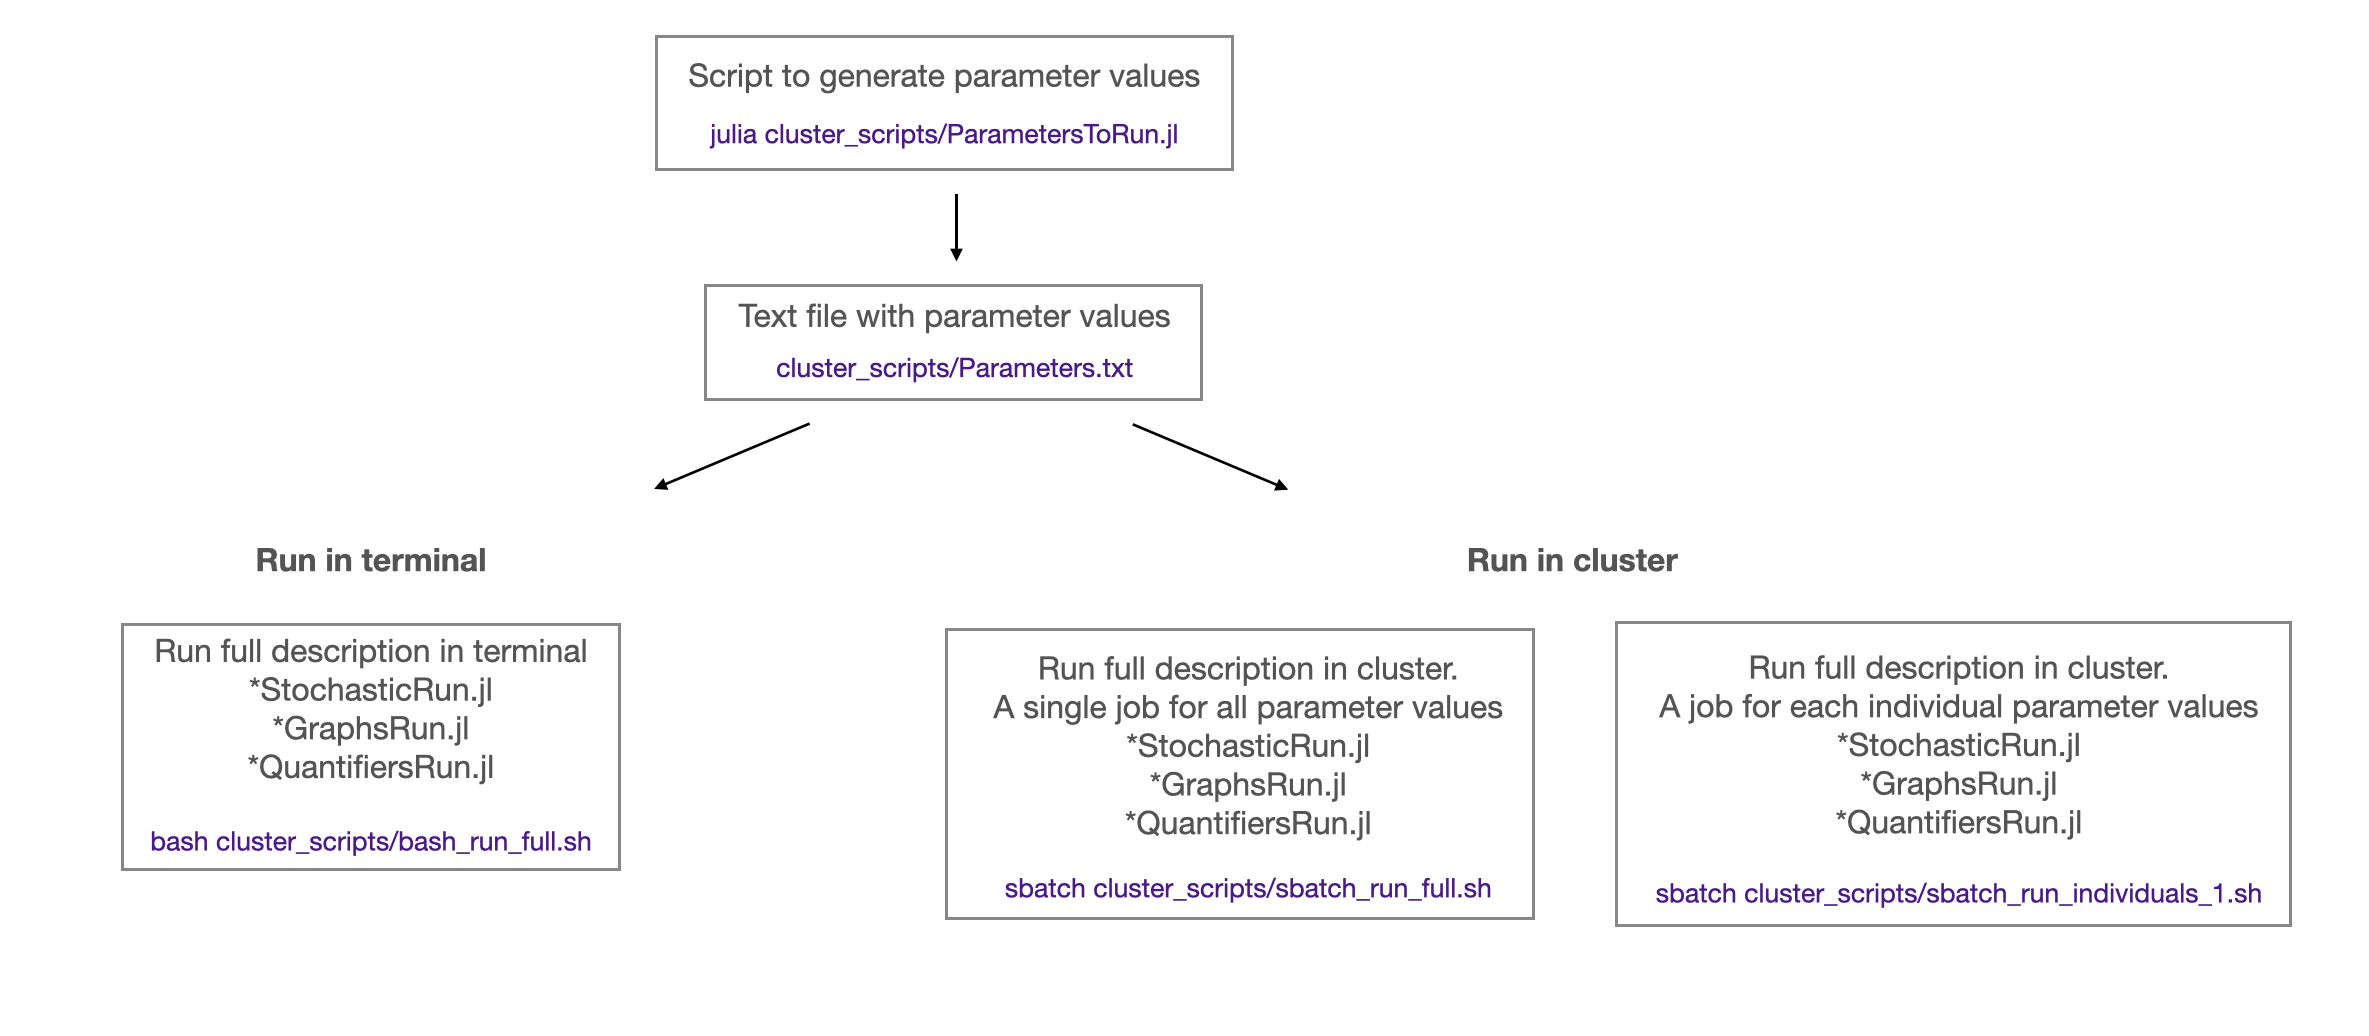 Script to generate parameter values
julia cluster_scripts/ParametersToRun.jl
Text file with parameter values
cluster_scripts/Parameters.txt
Run in terminal
Run full description in terminal
*StochasticRun.jl
*GraphsRun.jl
*QuantifiersRun.jl
bash cluster_scripts/bash_run_full.sh
Run in cluster
Run full description in cluster.
A single job for all parameter values
*StochasticRun.jl
*GraphsRun.jl
*QuantifiersRun.jl
sbatch cluster_scripts/sbatch_run_full.sh
Run full description in cluster.
A job for each individual parameter values
*StochasticRun.jl
*GraphsRun.jl
*QuantifiersRun.jl
sbatch cluster_scripts/sbatch_run_individuals_1.sh